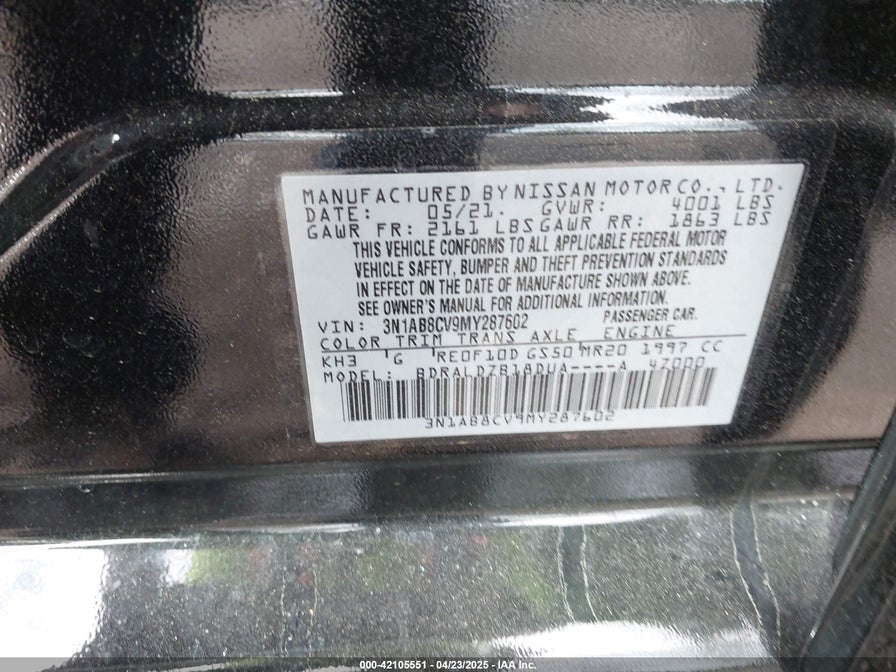 MANUFACTURED BY NISSAN MOTOR CO., LTD.
DATE: 05/21. GVWR: 4001 LBS
GAWR FR: 2161 LBS GAWR RR: 1863 LBS
THIS VEHICLE CONFORMS TO ALL APPLICABLE FEDERAL MOTOR
VEHICLE SAFETY, BUMPER AND THEFT PREVENTION STANDARDS
IN EFFECT ON THE DATE OF MANUFACTURE SHOWN ABOVE.
SEE OWNER'S MANUAL FOR ADDITIONAL INFORMATION.
VIN: 3N1AB8CV9MY287602 PASSENGER CAR.
COLOR TRIM TRANS AXLE ENGINE
KH3 G RE0F10D GS50 MR20 1997 CC
MODEL: BDRALDZB18DUA----A 4Z000
3N1AB8CV9MY287602
000-42105551 - 04/23/2025 - IAA Inc.